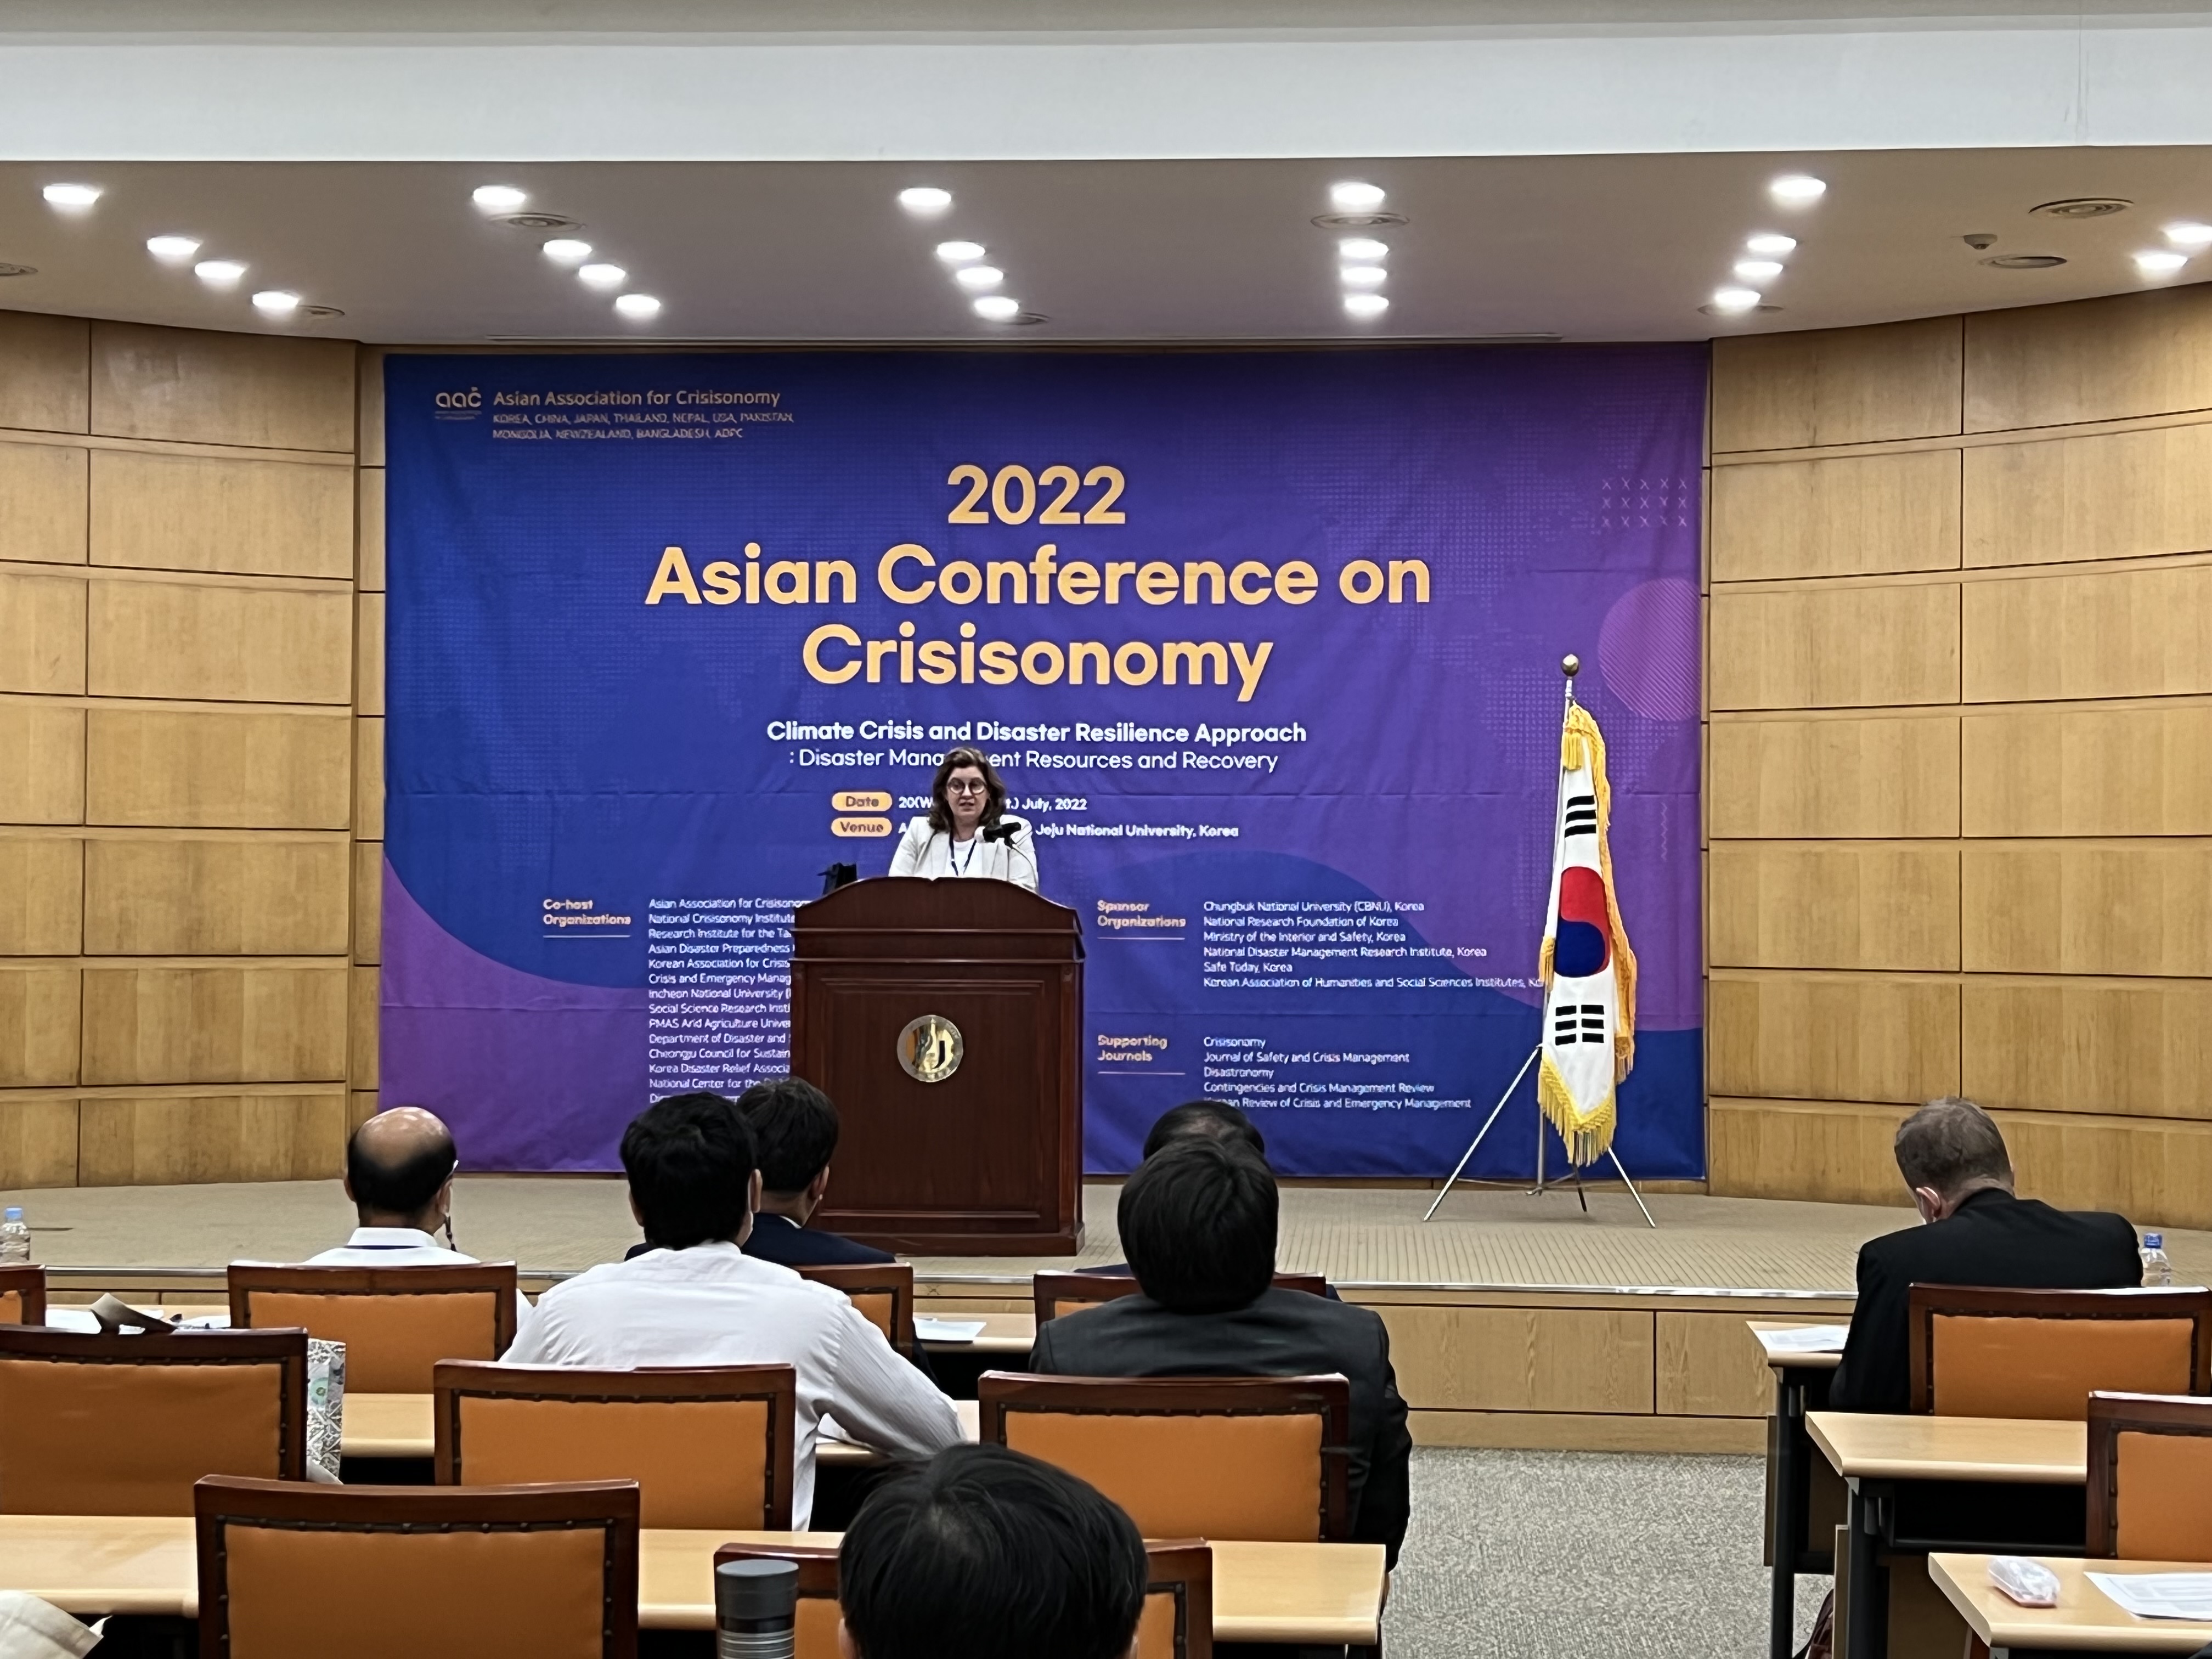 aac Asian Association for Crisisonomy
KOREA, CHINA, JAPAN, THAILAND, NEPAL, USA, PAKISTAN,
MONGOLIA, NEWZEALAND, BANGLADESH, ADPC
2022
Asian Conference on
Crisisonomy
Climate Crisis and Disaster Resilience Approach
: Disaster Mana ent Resources and Recovery
Date 20(W t.) July, 2022
Venue A Jeju National University, Korea
Co-host
Organizations
Asian Association for Crisisonom
National Crisisonomy Institute
Research Institute for the Ta
Asian Disaster Preparedness
Korean Association for Crisis
Crisis and Emergency Manag
Incheon National University (
Social Science Research Insti
PMAS Arid Agriculture Univer
Department of Disaster and
Cheongju Council for Sustain
Korea Disaster Relief Associa
National Center for the
Sponsor
Organizations
Chungbuk National University (CBNU), Korea
National Research Foundation of Korea
Ministry of the Interior and Safety, Korea
National Disaster Management Research Institute, Korea
Safe Today, Korea
Korean Association of Humanities and Social Sciences Institutes, Ko
Supporting
Journals
Crisisonomy
Journal of Safety and Crisis Management
Disastronomy
Contingencies and Crisis Management Review
an Review of Crisis and Emergency Management